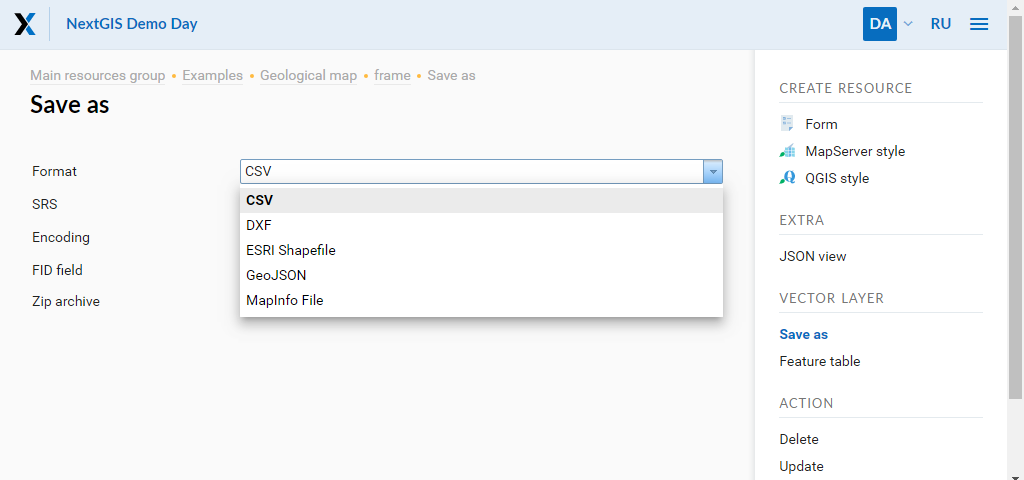 NextGIS Demo Day
DA
RU
Main resources group • Examples • Geological map • frame • Save as
Save as
Format
CSV
SRS
Encoding
FID field
Zip archive
CSV
DXF
ESRI Shapefile
GeoJSON
MapInfo File
CREATE RESOURCE
Form
MapServer style
QGIS style
EXTRA
JSON view
VECTOR LAYER
Save as
Feature table
ACTION
Delete
Update